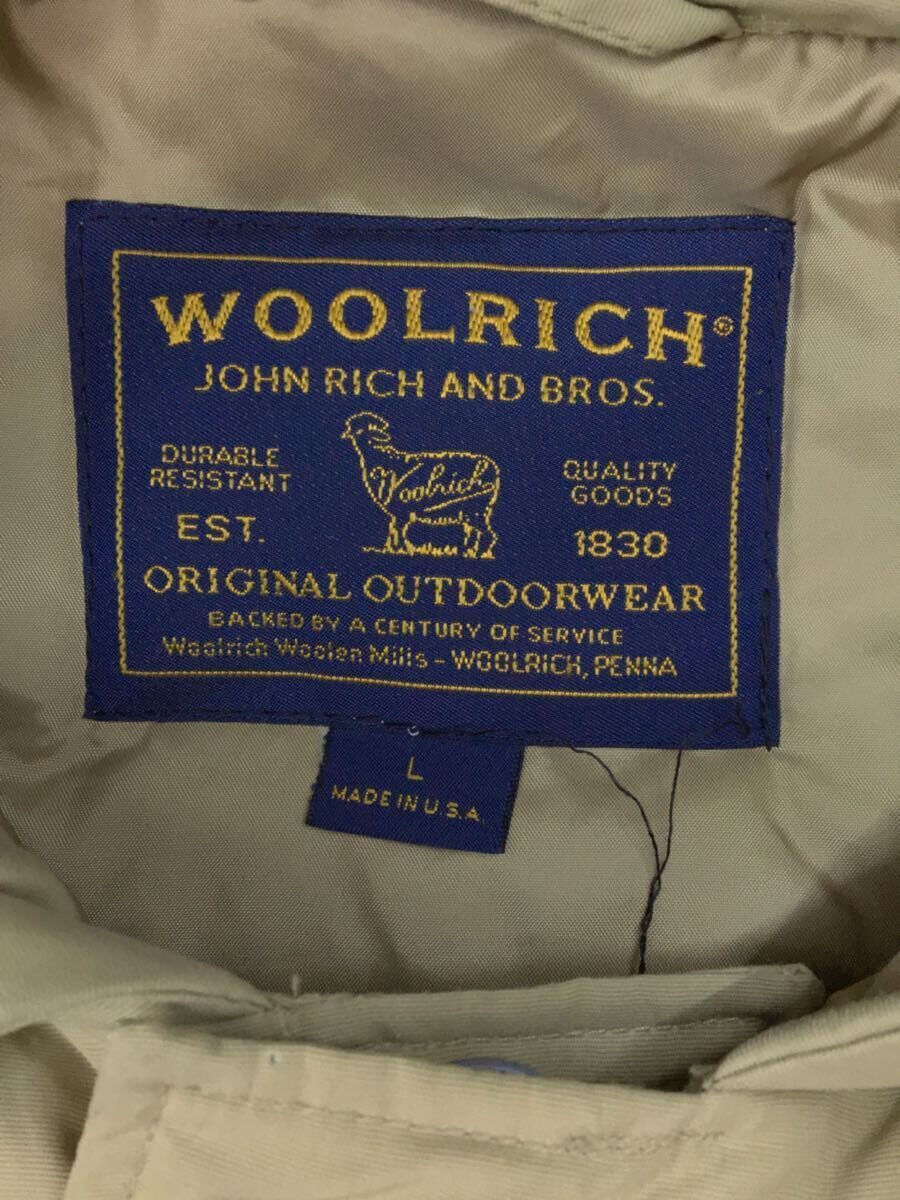 WOOLRICH®
JOHN RICH AND BROS.
DURABLE
RESISTANT
Woolrich
QUALITY
GOODS
EST.
1830
ORIGINAL OUTDOORWEAR
BACKED BY A CENTURY OF SERVICE
Woolrich Woolen Mills - WOOLRICH, PENNA
L
MADE IN U.S.A